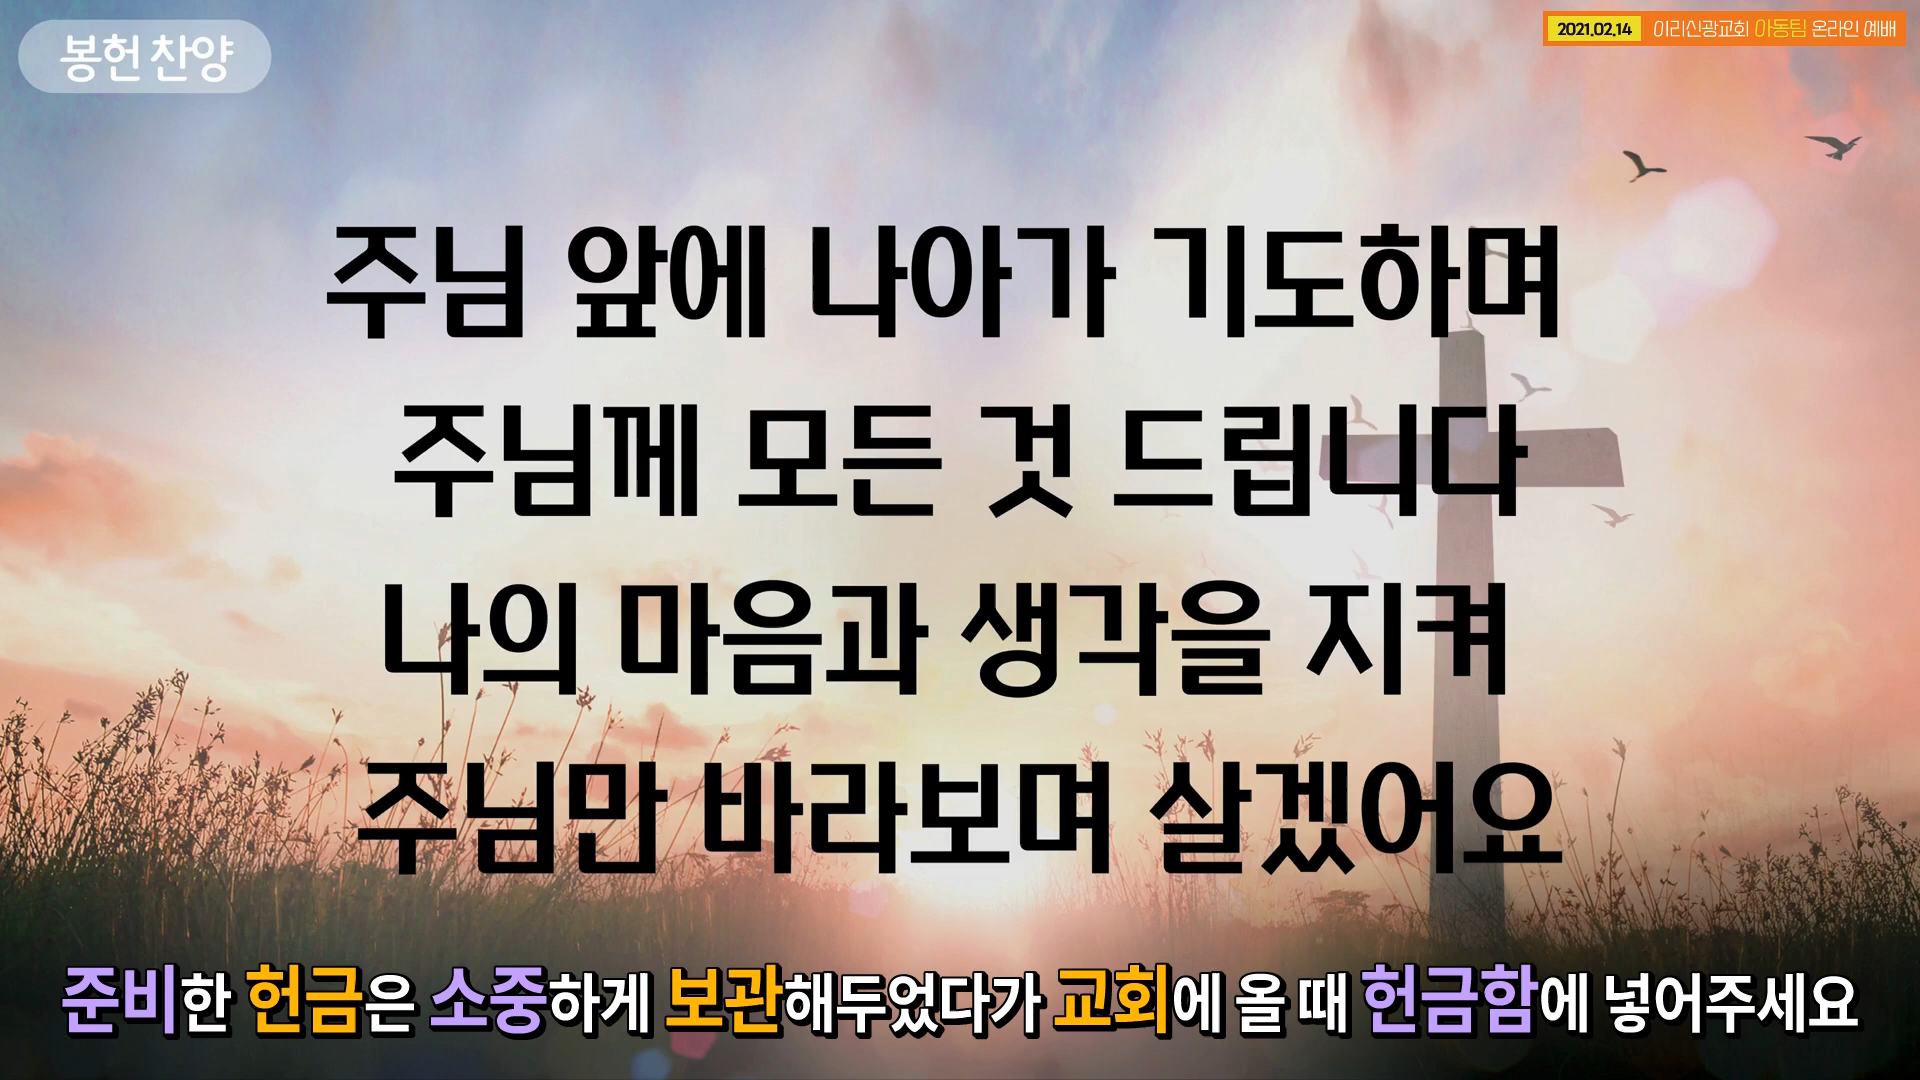 봉헌 찬양
2021.02.14 이리신광교회 아동팀 온라인 예배
주님 앞에 나아가 기도하며
주님께 모든 것 드립니다
나의 마음과 생각을 지켜
주님만 바라보며 살겠어요
준비한 헌금은 소중하게 보관해두었다가 교회에 올 때 헌금함에 넣어주세요